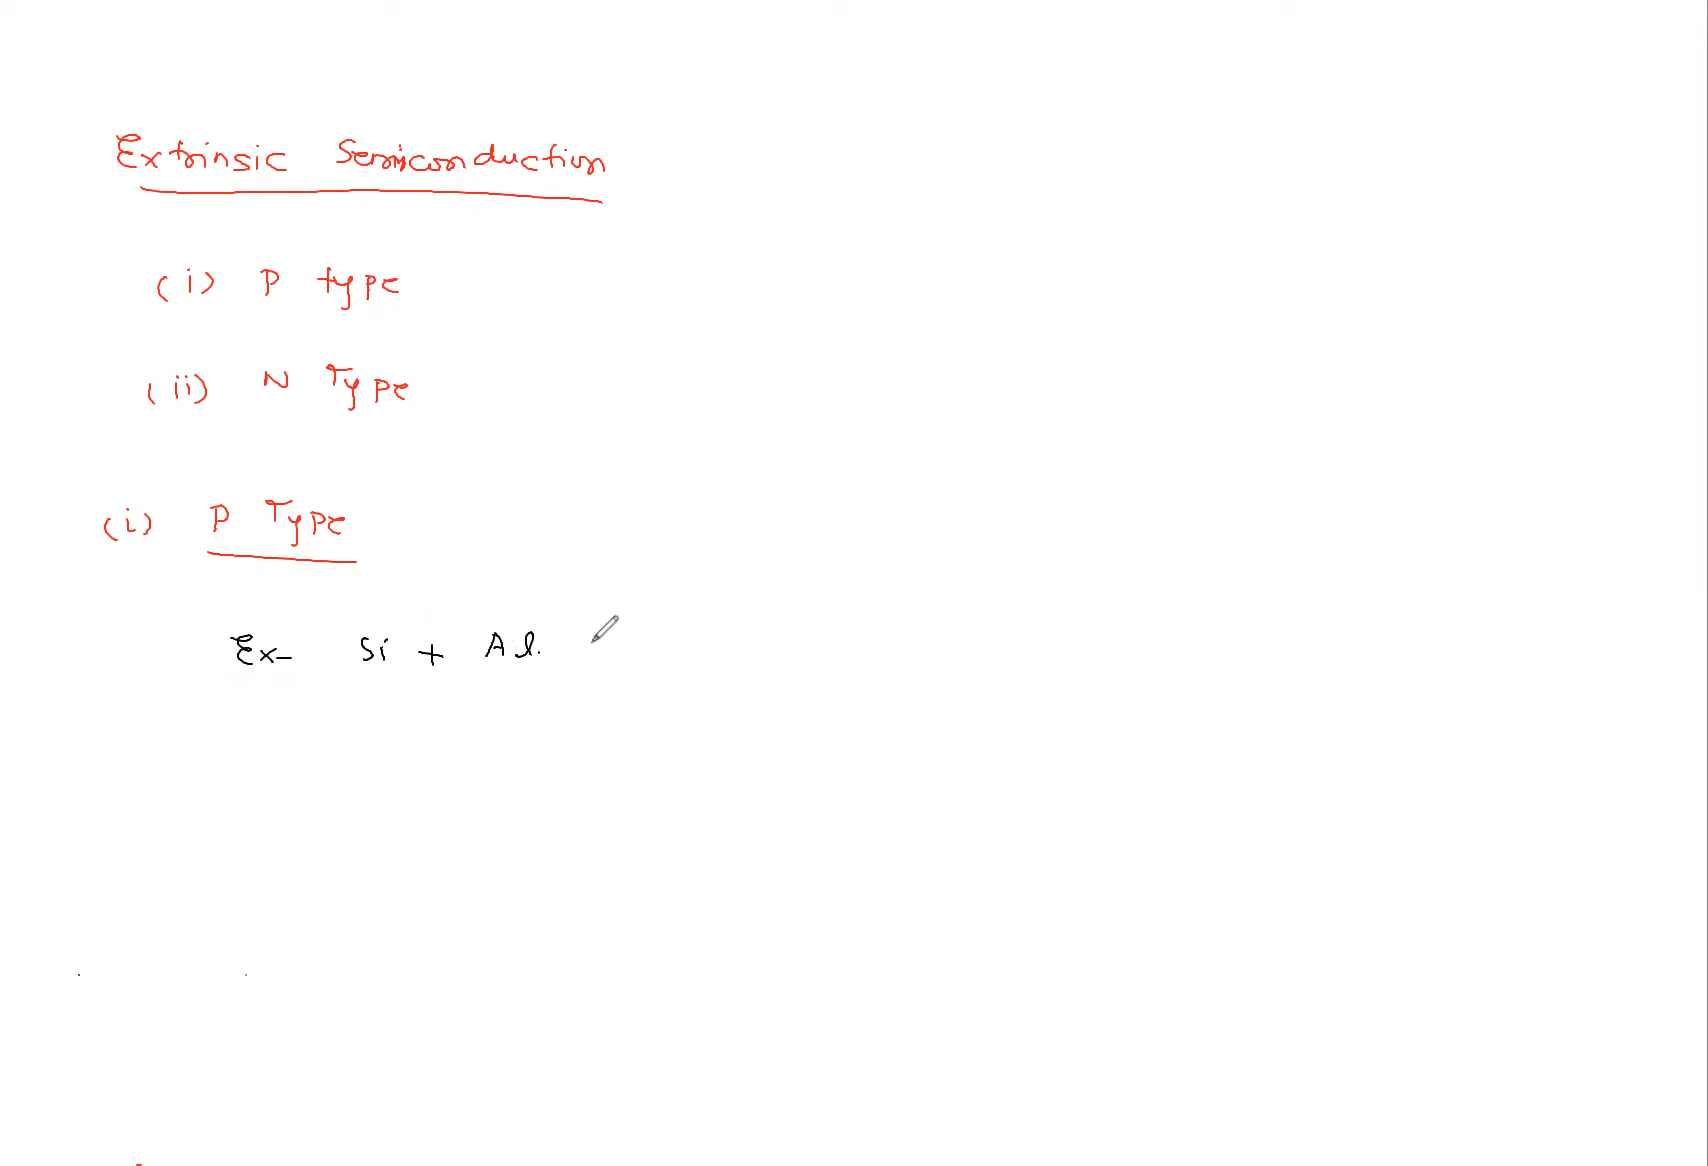 Extrinsic Semiconduction
(i) P type
(ii) N Type
(i) P Type
Ex- Si + Al.